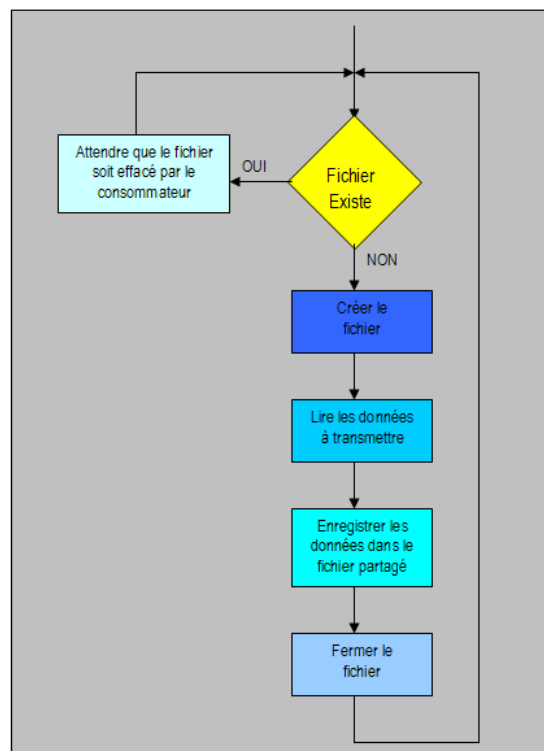 Attendre que le fichier
soit effacé par le
consommateur
OUI
Fichier
Existe
NON
Créer le
fichier
Lire les données
à transmettre
Enregistrer les
données dans le
fichier partagé
Fermer le
fichier